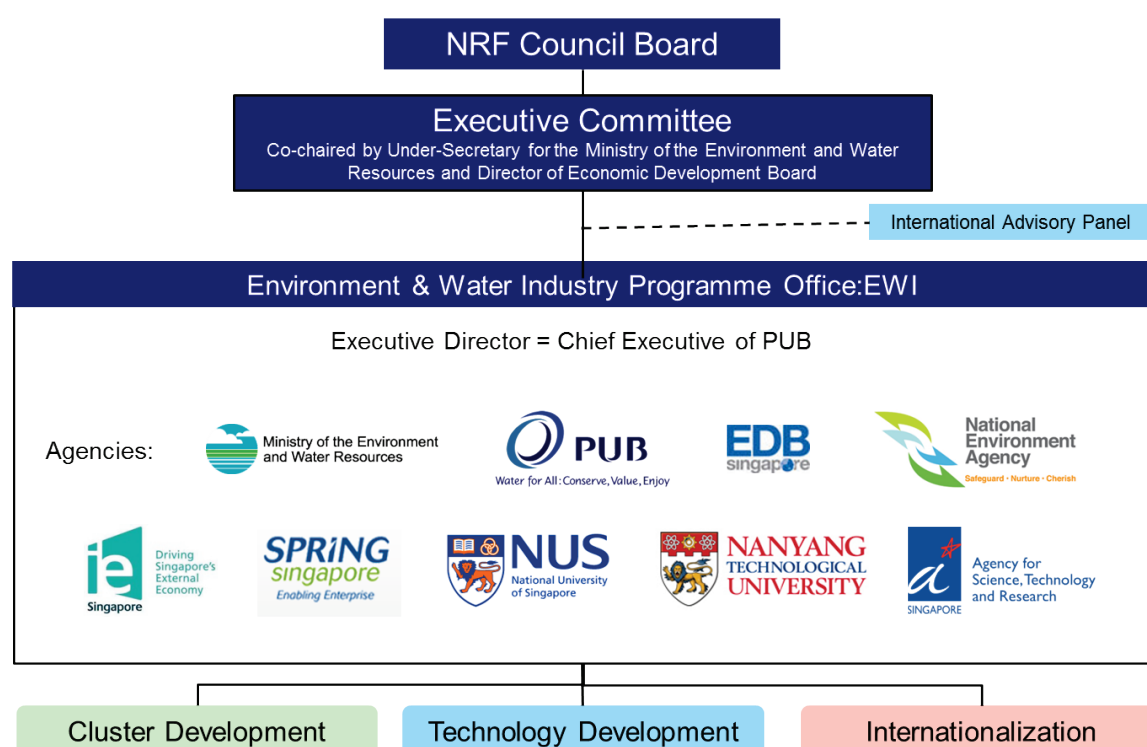 NRF Council Board
Executive Committee
Co-chaired by Under-Secretary for the Ministry of the Environment and Water
Resources and Director of Economic Development Board
International Advisory Panel
Environment & Water Industry Programme Office:EWI
Executive Director = Chief Executive of PUB
Agencies:
Ministry of the Environment
and Water Resources
PUB
Water for All: Conserve, Value, Enjoy
EDB
singapore
National
Environment
Agency
Safeguard • Nurture • Cherish
ie
Singapore
Driving
Singapore's
External
Economy
SPRiNG
singapore
Enabling Enterprise
NUS
National University
of Singapore
NANYANG
TECHNOLOGICAL
UNIVERSITY
a
SINGAPORE
Agency for
Science, Technology
and Research
Cluster Development
Technology Development
Internationalization